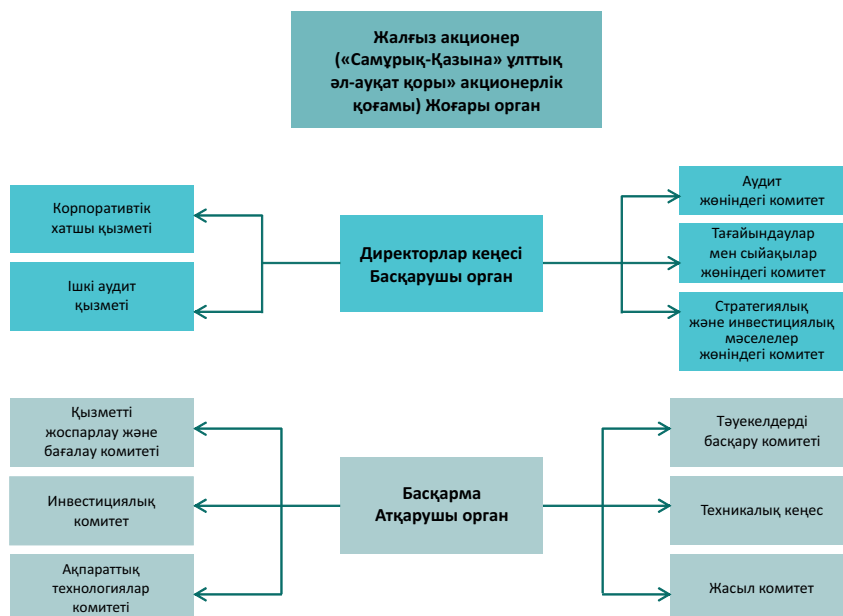 Жалғыз акционер
(«Самұрық-Қазына» ұлттық
әл-ауқат қоры» акционерлік
қоғамы) Жоғары орган
Корпоративтік
хатшы қызметі
Ішкі аудит
қызметі
Директорлар кеңесі
Басқарушы орган
Аудит
жөніндегі комитет
Тағайындаулар
мен сыйақылар
жөніндегі комитет
Стратегиялық
және инвестициялық
мәселелер
жөніндегі комитет
Қызметті
жоспарлау және
бағалау комитеті
Инвестициялық
комитет
Ақпараттық
технологиялар
комитеті
Басқарма
Атқарушы орган
Тәуекелдерді
басқару комитеті
Техникалық кеңес
Жасыл комитет